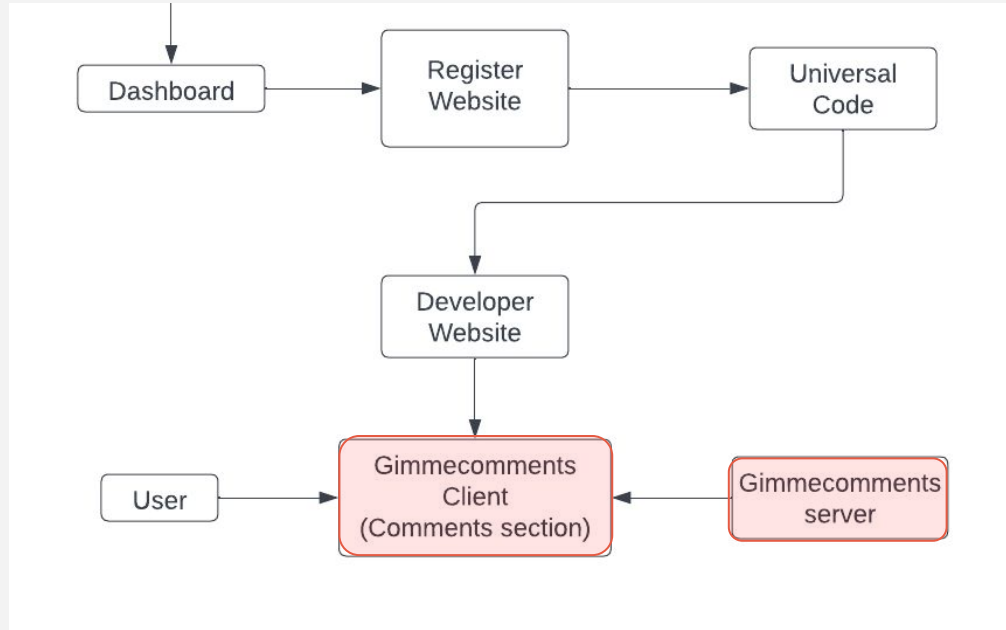 Dashboard
Register
Website
Universal
Code
Developer
Website
User
Gimmecomments
Client
(Comments section)
Gimmecomments
server